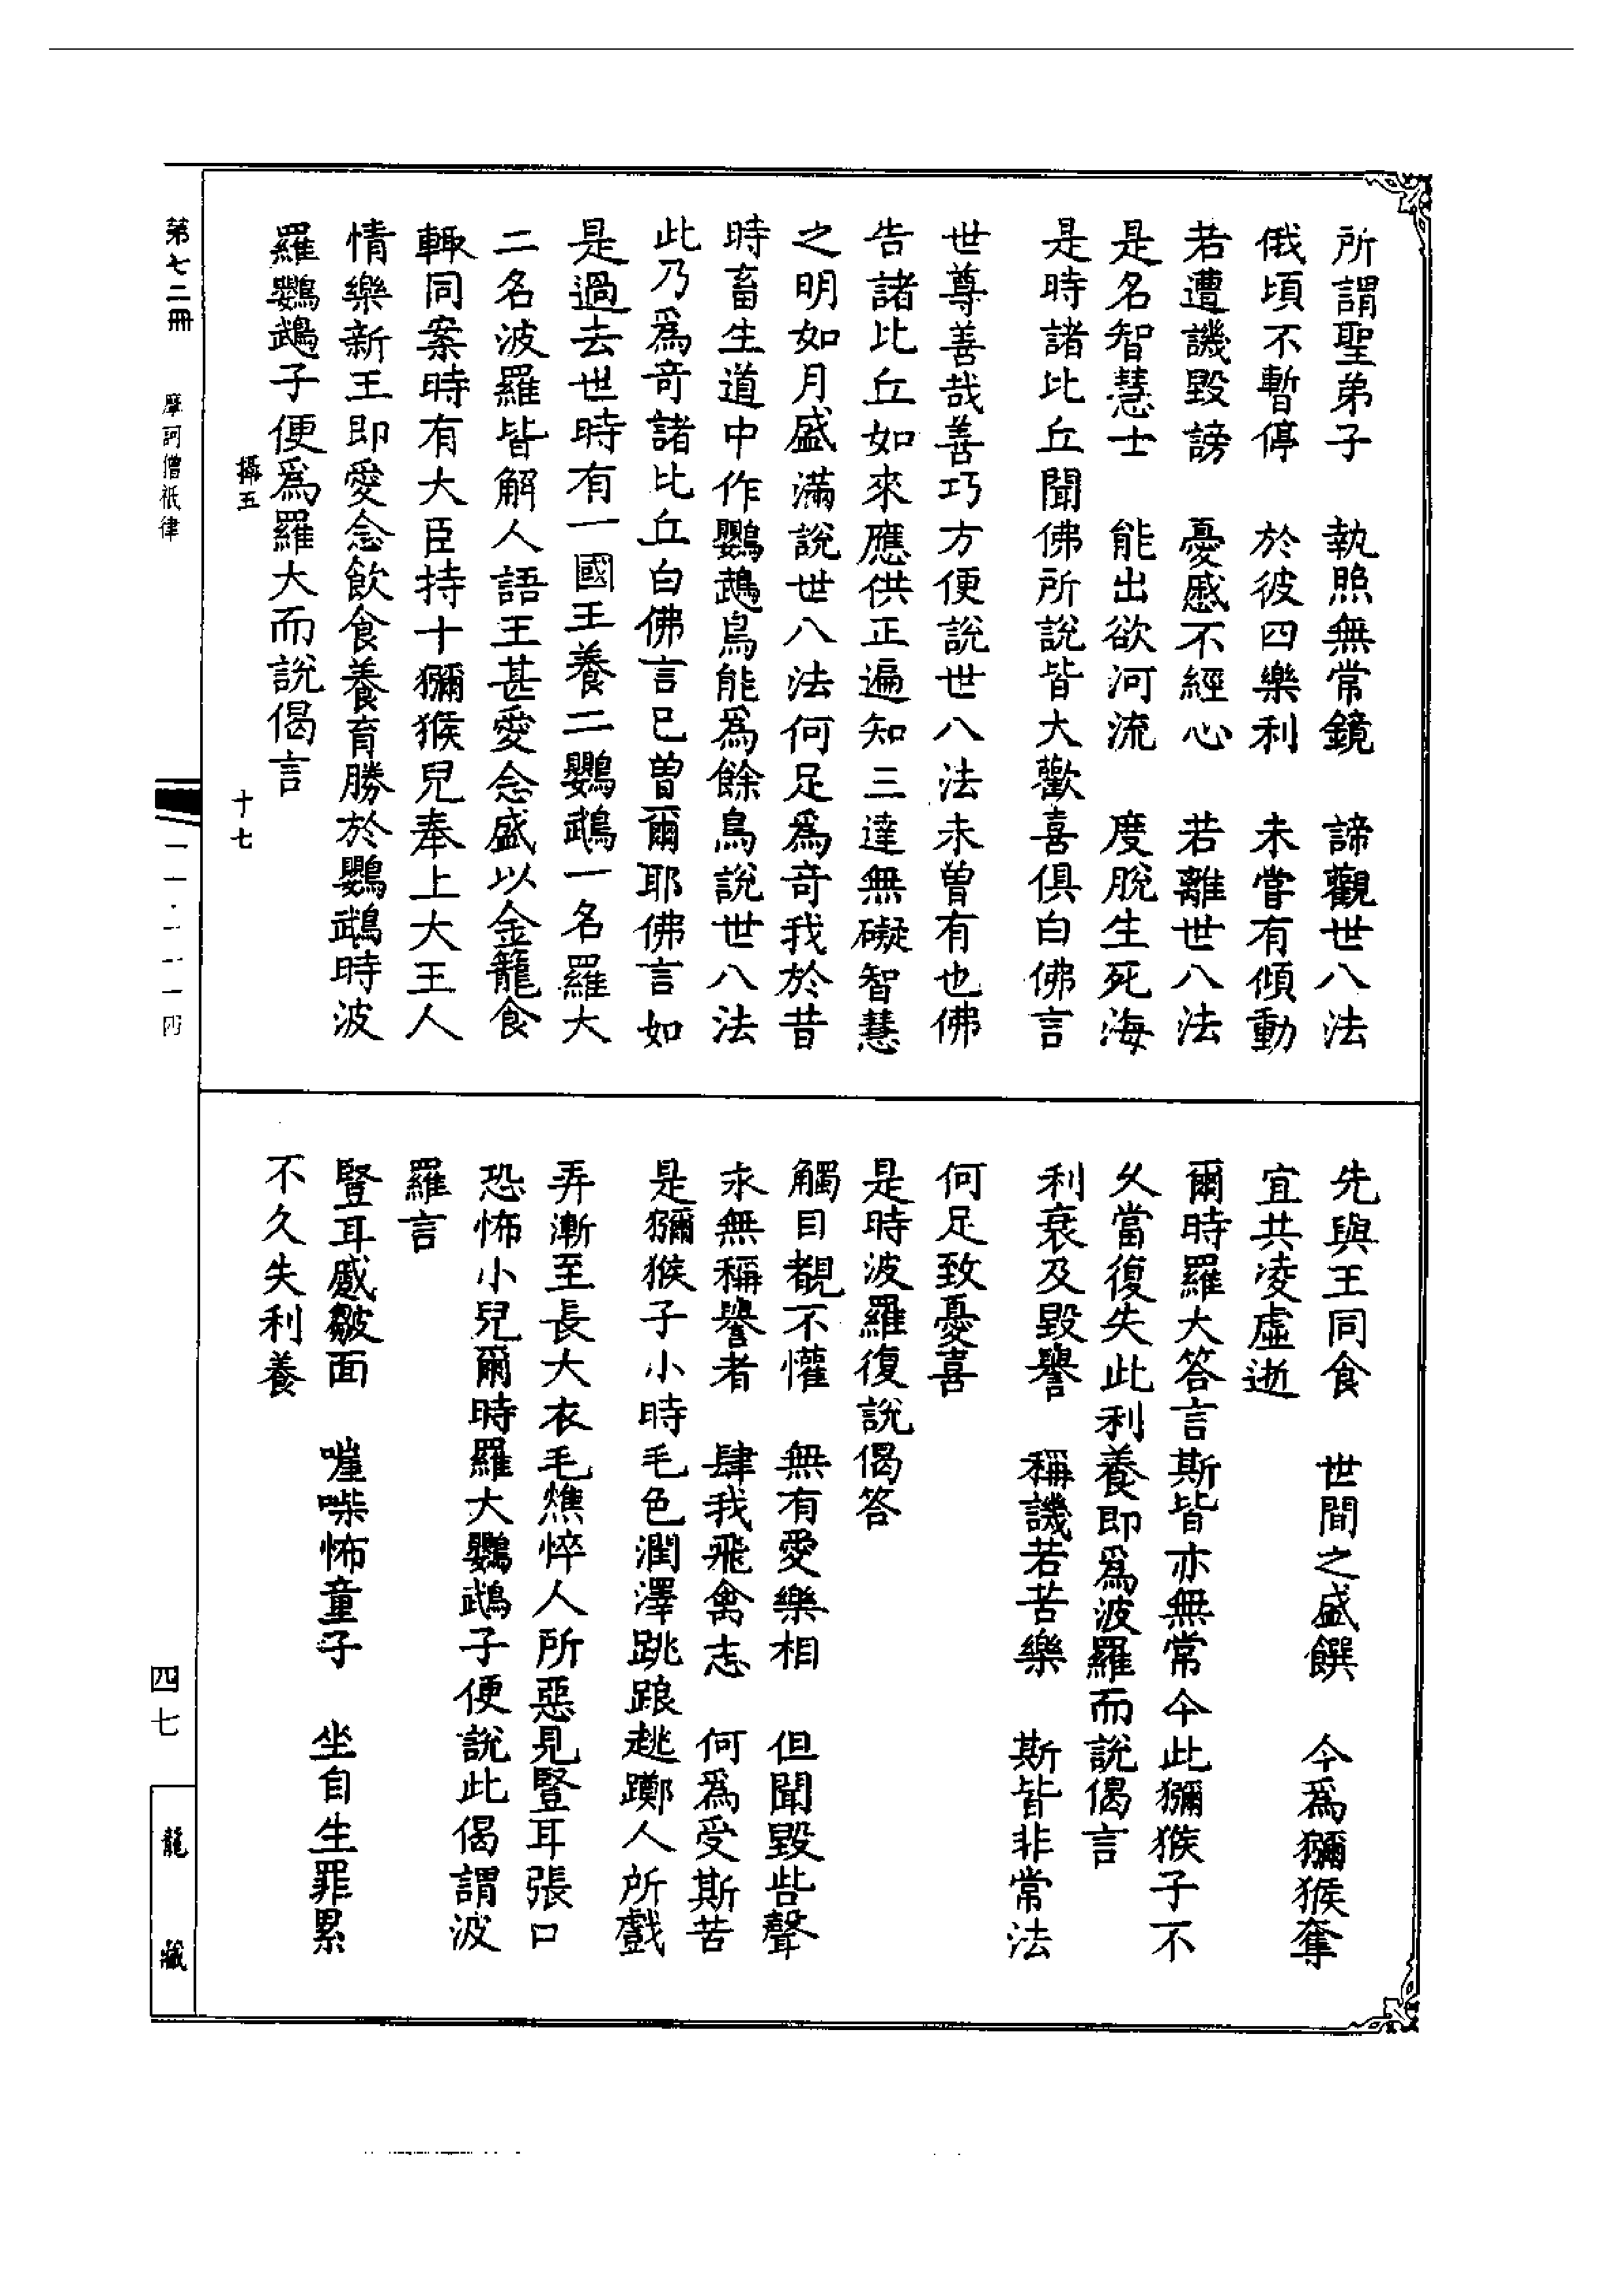 所謂聖弟子　執照無常鏡　諦觀世八法
俄頃不暫停　於彼四樂利　未嘗有傾動
若遭譏毀謗　憂慼不經心　若離世八法
是名智慧士　能出欲河流　度脫生死海
是時諸比丘聞佛所說皆大歡喜俱白佛言
世尊善哉善巧方便說世八法未曾有也佛
告諸比丘如來應供正遍知三達無礙智慧
之明如月盛滿說世八法何足爲奇我於昔
時畜生道中作鸚鵡鳥能爲餘鳥說世八法
此乃爲奇諸比丘白佛言已曾爾耶佛言如
是過去世時有一國王養二鸚鵡一名羅大
二名波羅皆解人語王甚愛念盛以金籠食
輒同案時有大臣持十獼猴兒奉上大王人
情樂新王即愛念飲食養育勝於鸚鵡時波
羅鸚鵡子便爲羅大而說偈言
先與王同食　世間之盛饌　今爲獼猴奪
宜共凌虛逝
爾時羅大答言斯皆亦無常今此獼猴子不
久當復失此利養即爲波羅而說偈言
利衰及毀譽　稱譏若苦樂　斯皆非常法
何足致憂喜
是時波羅復說偈答
觸目覩不懽　無有愛樂相　但聞毀呰聲
永無稱譽者　肆我飛禽志　何爲受斯苦
是獼猴子小時毛色潤澤跳踉趒躑人所戲
弄漸至長大衣毛燋悴人所惡見豎耳張口
恐怖小兒爾時羅大鸚鵡子便說此偈謂波
羅言
豎耳慼皺面　嘊喍怖童子　坐自生罪累
不久失利養
第七二冊　摩訶僧祇律
攝五　十七
四七
龍藏